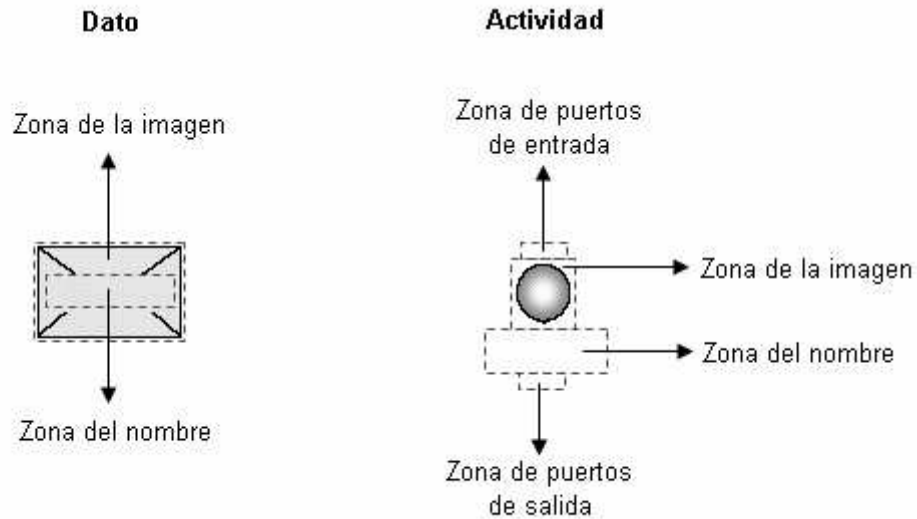 Dato
Actividad
Zona de la imagen
Zona del nombre
Zona de puertos
de entrada
Zona de la imagen
Zona del nombre
Zona de puertos
de salida